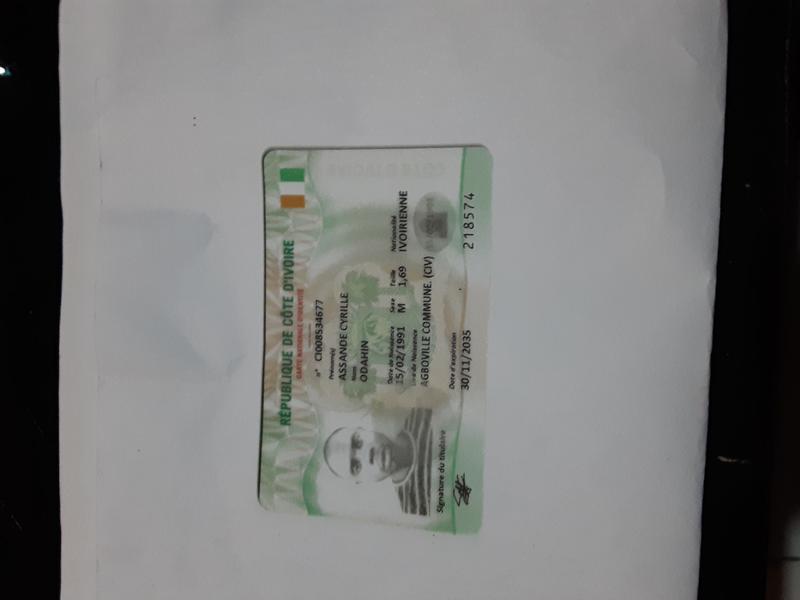 RÉPUBLIQUE DE CÔTE D'IVOIRE
CARTE NATIONALE D'IDENTITÉ
n° CI008534677
Prénom(s)
ASSANDE CYRILLE
Nom
ODAHIN
Date de Naissance Sexe Taille Nationalité
15/02/1991 M 1,69 IVOIRIENNE
Lieu de Naissance
AGBOVILLE COMMUNE. (CIV)
Signature du titulaire
Date d'expiration
30/11/2035
218574